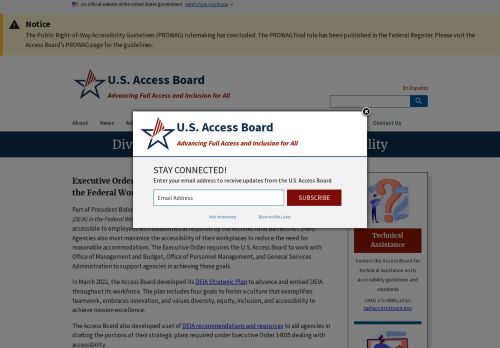 An official website of the United States government Here's how you know
Notice
The Public Right-of-Way Accessibility Guidelines (PROWAG) rulemaking has concluded. The PROWAG final rule has been published in the Federal Register. Please visit the
Access Board's PROWAG page for the guidelines.
U.S. Access Board
Advancing Full Access and Inclusion for All
En Español
About News
Contact Us
U.S. Access Board
Advancing Full Access and Inclusion for All
STAY CONNECTED!
Enter your email address to receive updates from the U.S. Access Board.
Email Address
SUBSCRIBE
Not Interested Remind Me Later
Executive Order
the Federal
Part of President
(DEIA) in the Federal
accessible to employees with disabilities as required by the Architectural Barriers Act (ABA).
Agencies also must maximize the accessibility of their workplaces to reduce the need for
reasonable accommodations. The Executive Order requires the U.S. Access Board to work with
Office of Management and Budget, Office of Personnel Management, and General Services
Administration to support agencies in achieving these goals.
In March 2022, the Access Board developed its DEIA Strategic Plan to advance and embed DEIA
throughout its workforce. The plan includes four goals to foster a culture that exemplifies
teamwork, embraces innovation, and values diversity, equity, inclusion, and accessibility to
achieve mission excellence.
The Access Board also developed a set of DEIA recommendations and resources to aid agencies in
drafting the portions of their strategic plans required under Executive Order 14035 dealing with
accessibility.
Technical
Assistance
Contact the Access Board for
technical assistance on its
accessibility guidelines and
standards
(202) 272-0080, v3 (v)
ta@access-board.gov